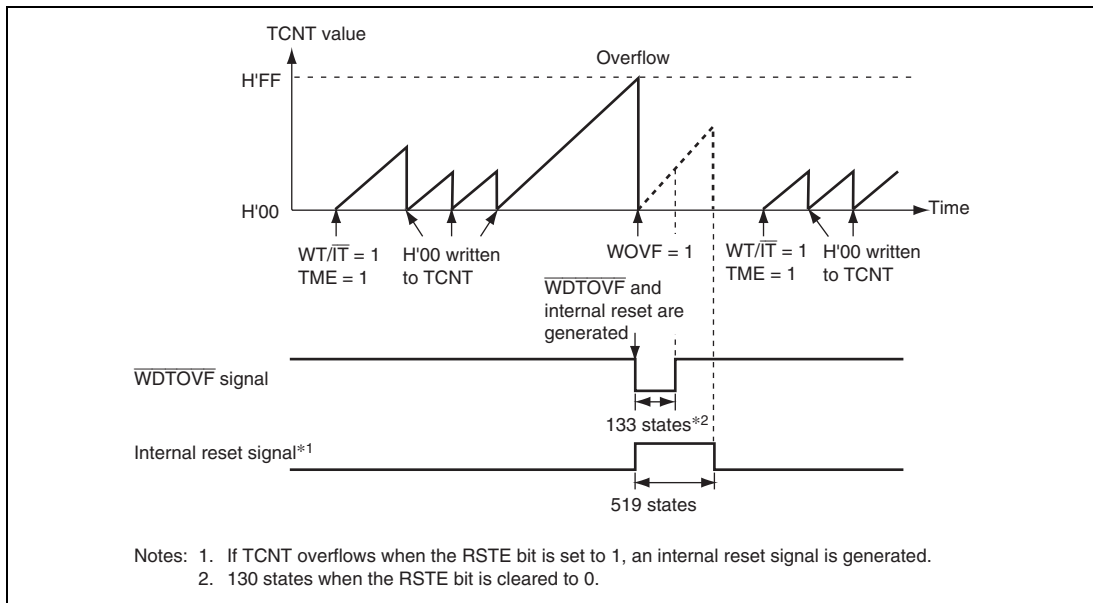 TCNT value
Overflow
H'FF
H'00
Time
WT/IT = 1
TME = 1
H'00 written
to TCNT
WOVF = 1
WT/IT = 1
TME = 1
H'00 written
to TCNT
WDTOVF and
internal reset are
generated
WDTOVF signal
133 states*2
Internal reset signal*1
519 states
Notes: 1. If TCNT overflows when the RSTE bit is set to 1, an internal reset signal is generated.
2. 130 states when the RSTE bit is cleared to 0.